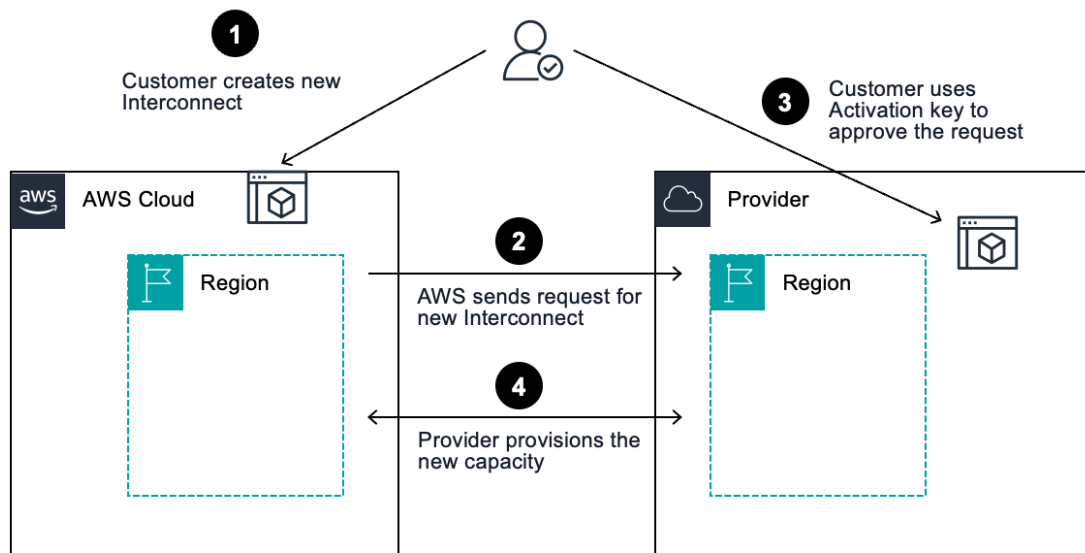 1
Customer creates new
Interconnect
3
Customer uses
Activation key to
approve the request
aws
AWS Cloud
Provider
2
Region
AWS sends request for
new Interconnect
Region
4
Provider provisions the
new capacity